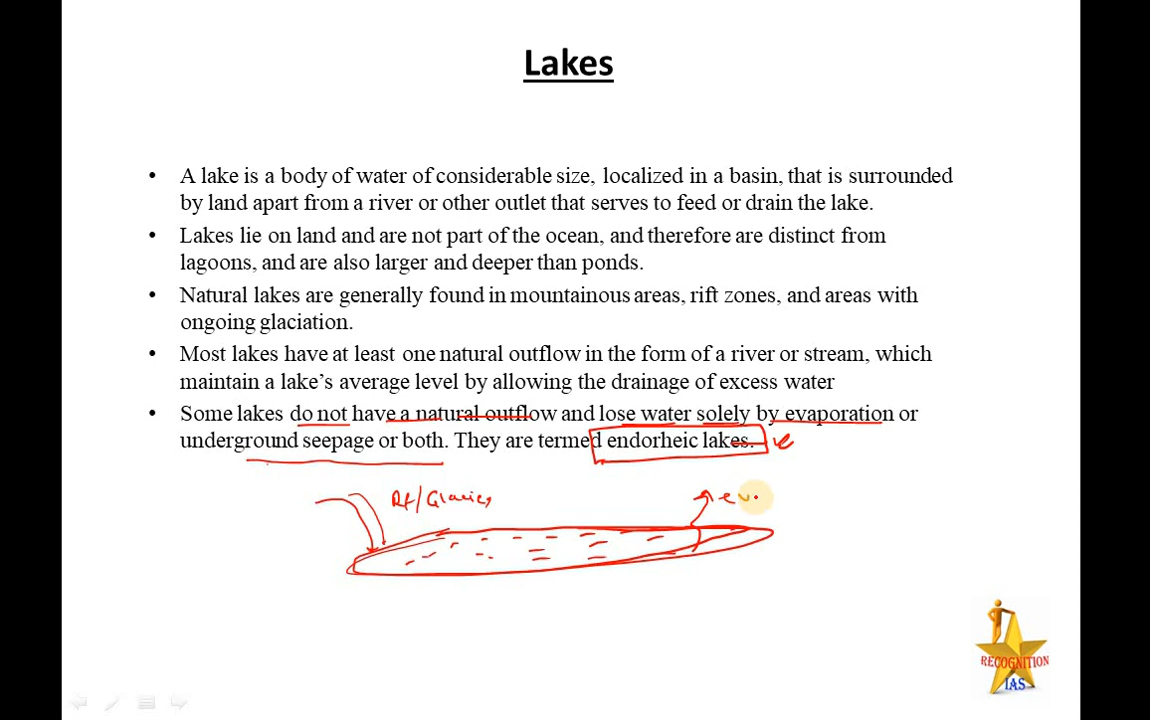 Lakes
• A lake is a body of water of considerable size, localized in a basin, that is surrounded
by land apart from a river or other outlet that serves to feed or drain the lake.
• Lakes lie on land and are not part of the ocean, and therefore are distinct from
lagoons, and are also larger and deeper than ponds.
• Natural lakes are generally found in mountainous areas, rift zones, and areas with
ongoing glaciation.
• Most lakes have at least one natural outflow in the form of a river or stream, which
maintain a lake’s average level by allowing the drainage of excess water
• Some lakes do not have a natural outflow and lose water solely by evaporation or
underground seepage or both. They are termed endorheic lakes.
ev
RECOGNITION
IAS